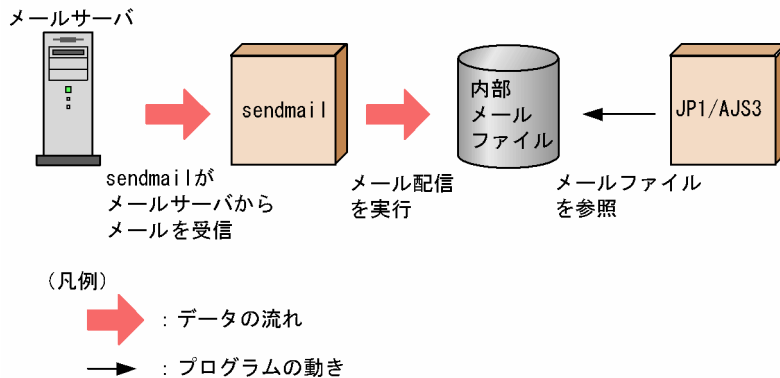 メールサーバ
sendmail
内部
メール
ファイル
JP1/AJS3
sendmailが
メールサーバから
メールを受信
メール配信
を実行
メールファイル
を参照
（凡例）
：データの流れ
：プログラムの動き